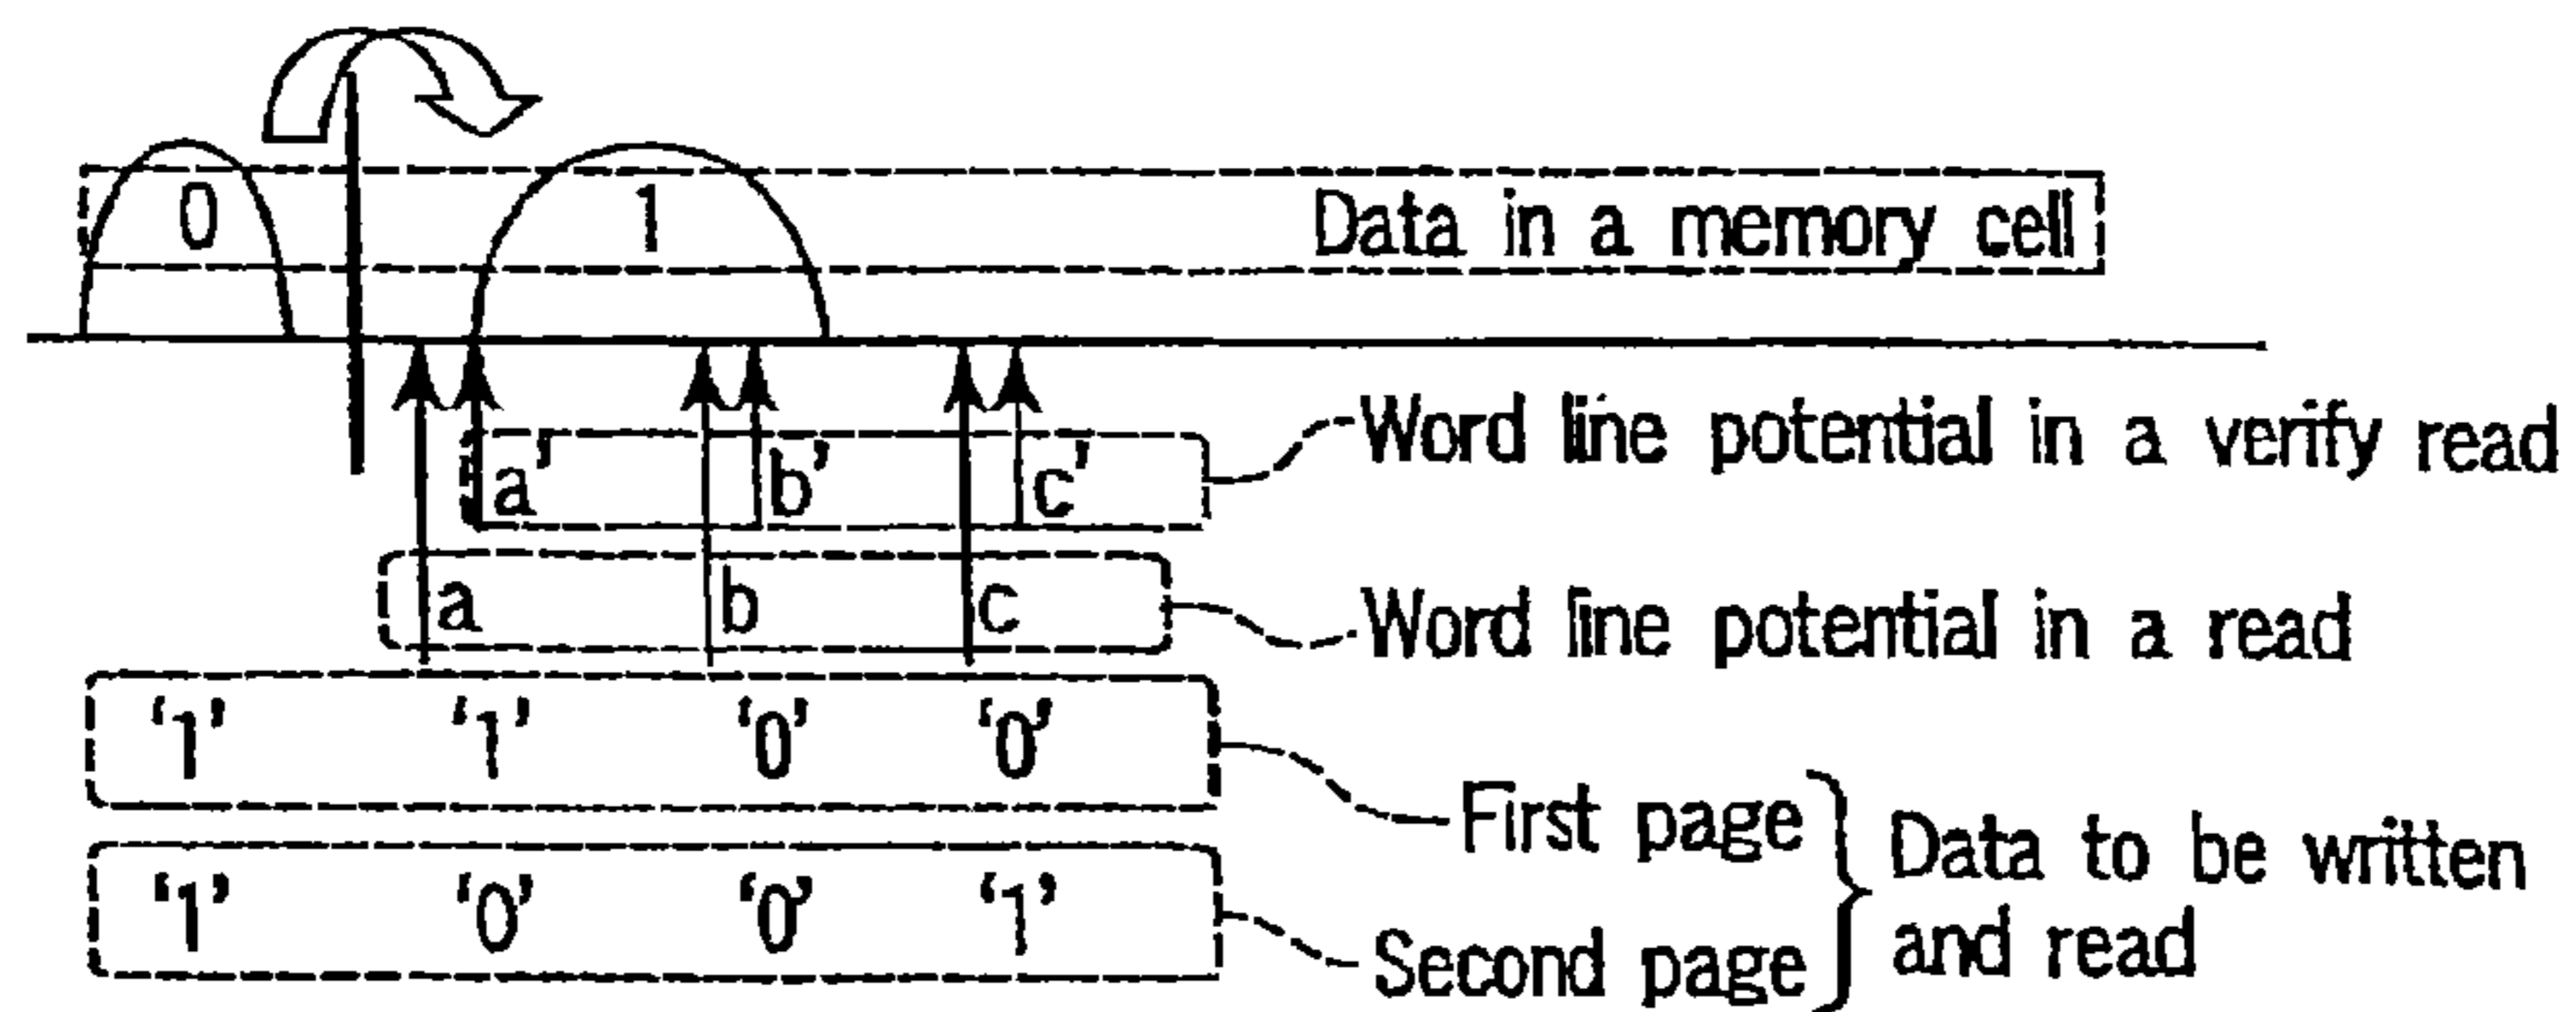 0 1 Data in a memory cell
a' b' c' Word line potential in a verify read
a b c Word line potential in a read
‘1’ ‘1’ ‘0’ ‘0’
First page
‘1’ ‘0’ ‘0’ ‘1’
Second page
Data to be written
and read